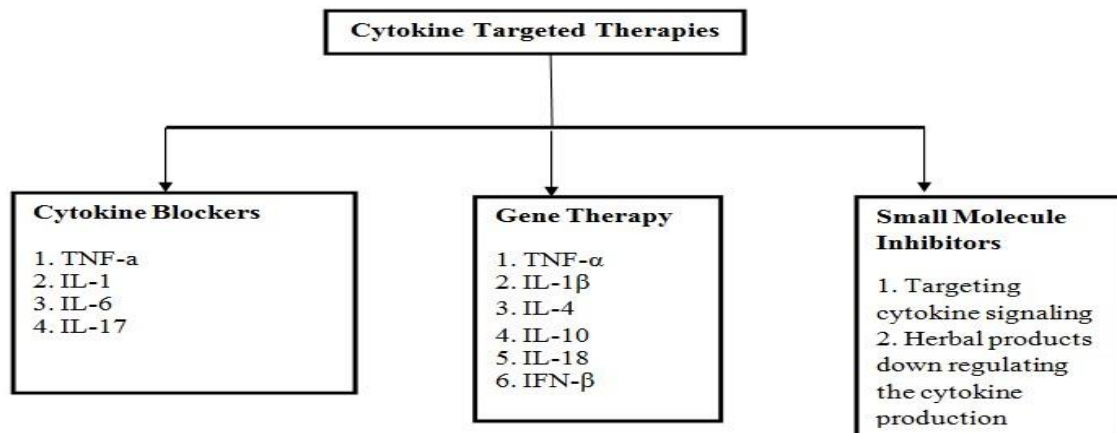 Cytokine Targeted Therapies
Cytokine Blockers
1. TNF-a
2. IL-1
3. IL-6
4. IL-17
Gene Therapy
1. TNF-α
2. IL-1β
3. IL-4
4. IL-10
5. IL-18
6. IFN-β
Small Molecule
Inhibitors
1. Targeting
cytokine signaling
2. Herbal products
down regulating
the cytokine
production